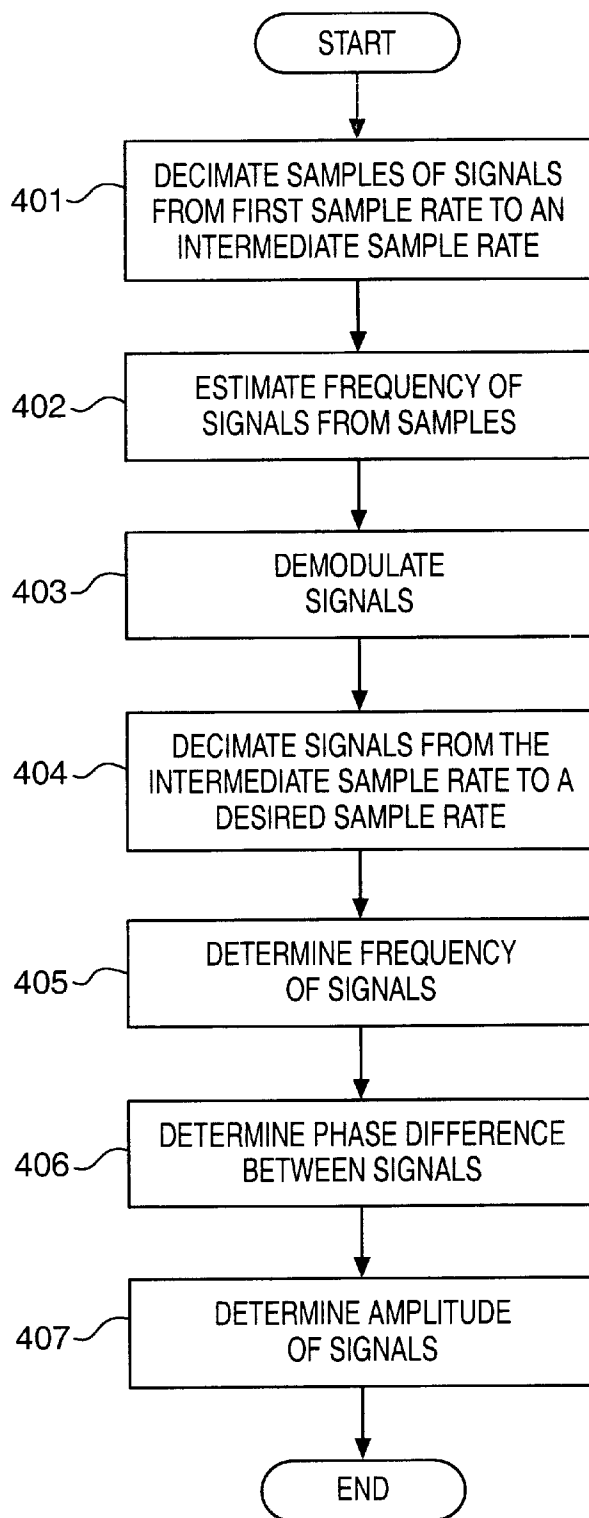 START
401
DECIMATE SAMPLES OF SIGNALS
FROM FIRST SAMPLE RATE TO AN
INTERMEDIATE SAMPLE RATE
402
ESTIMATE FREQUENCY OF
SIGNALS FROM SAMPLES
403
DEMODULATE
SIGNALS
404
DECIMATE SIGNALS FROM THE
INTERMEDIATE SAMPLE RATE TO A
DESIRED SAMPLE RATE
405
DETERMINE FREQUENCY
OF SIGNALS
406
DETERMINE PHASE DIFFERENCE
BETWEEN SIGNALS
407
DETERMINE AMPLITUDE
OF SIGNALS
END